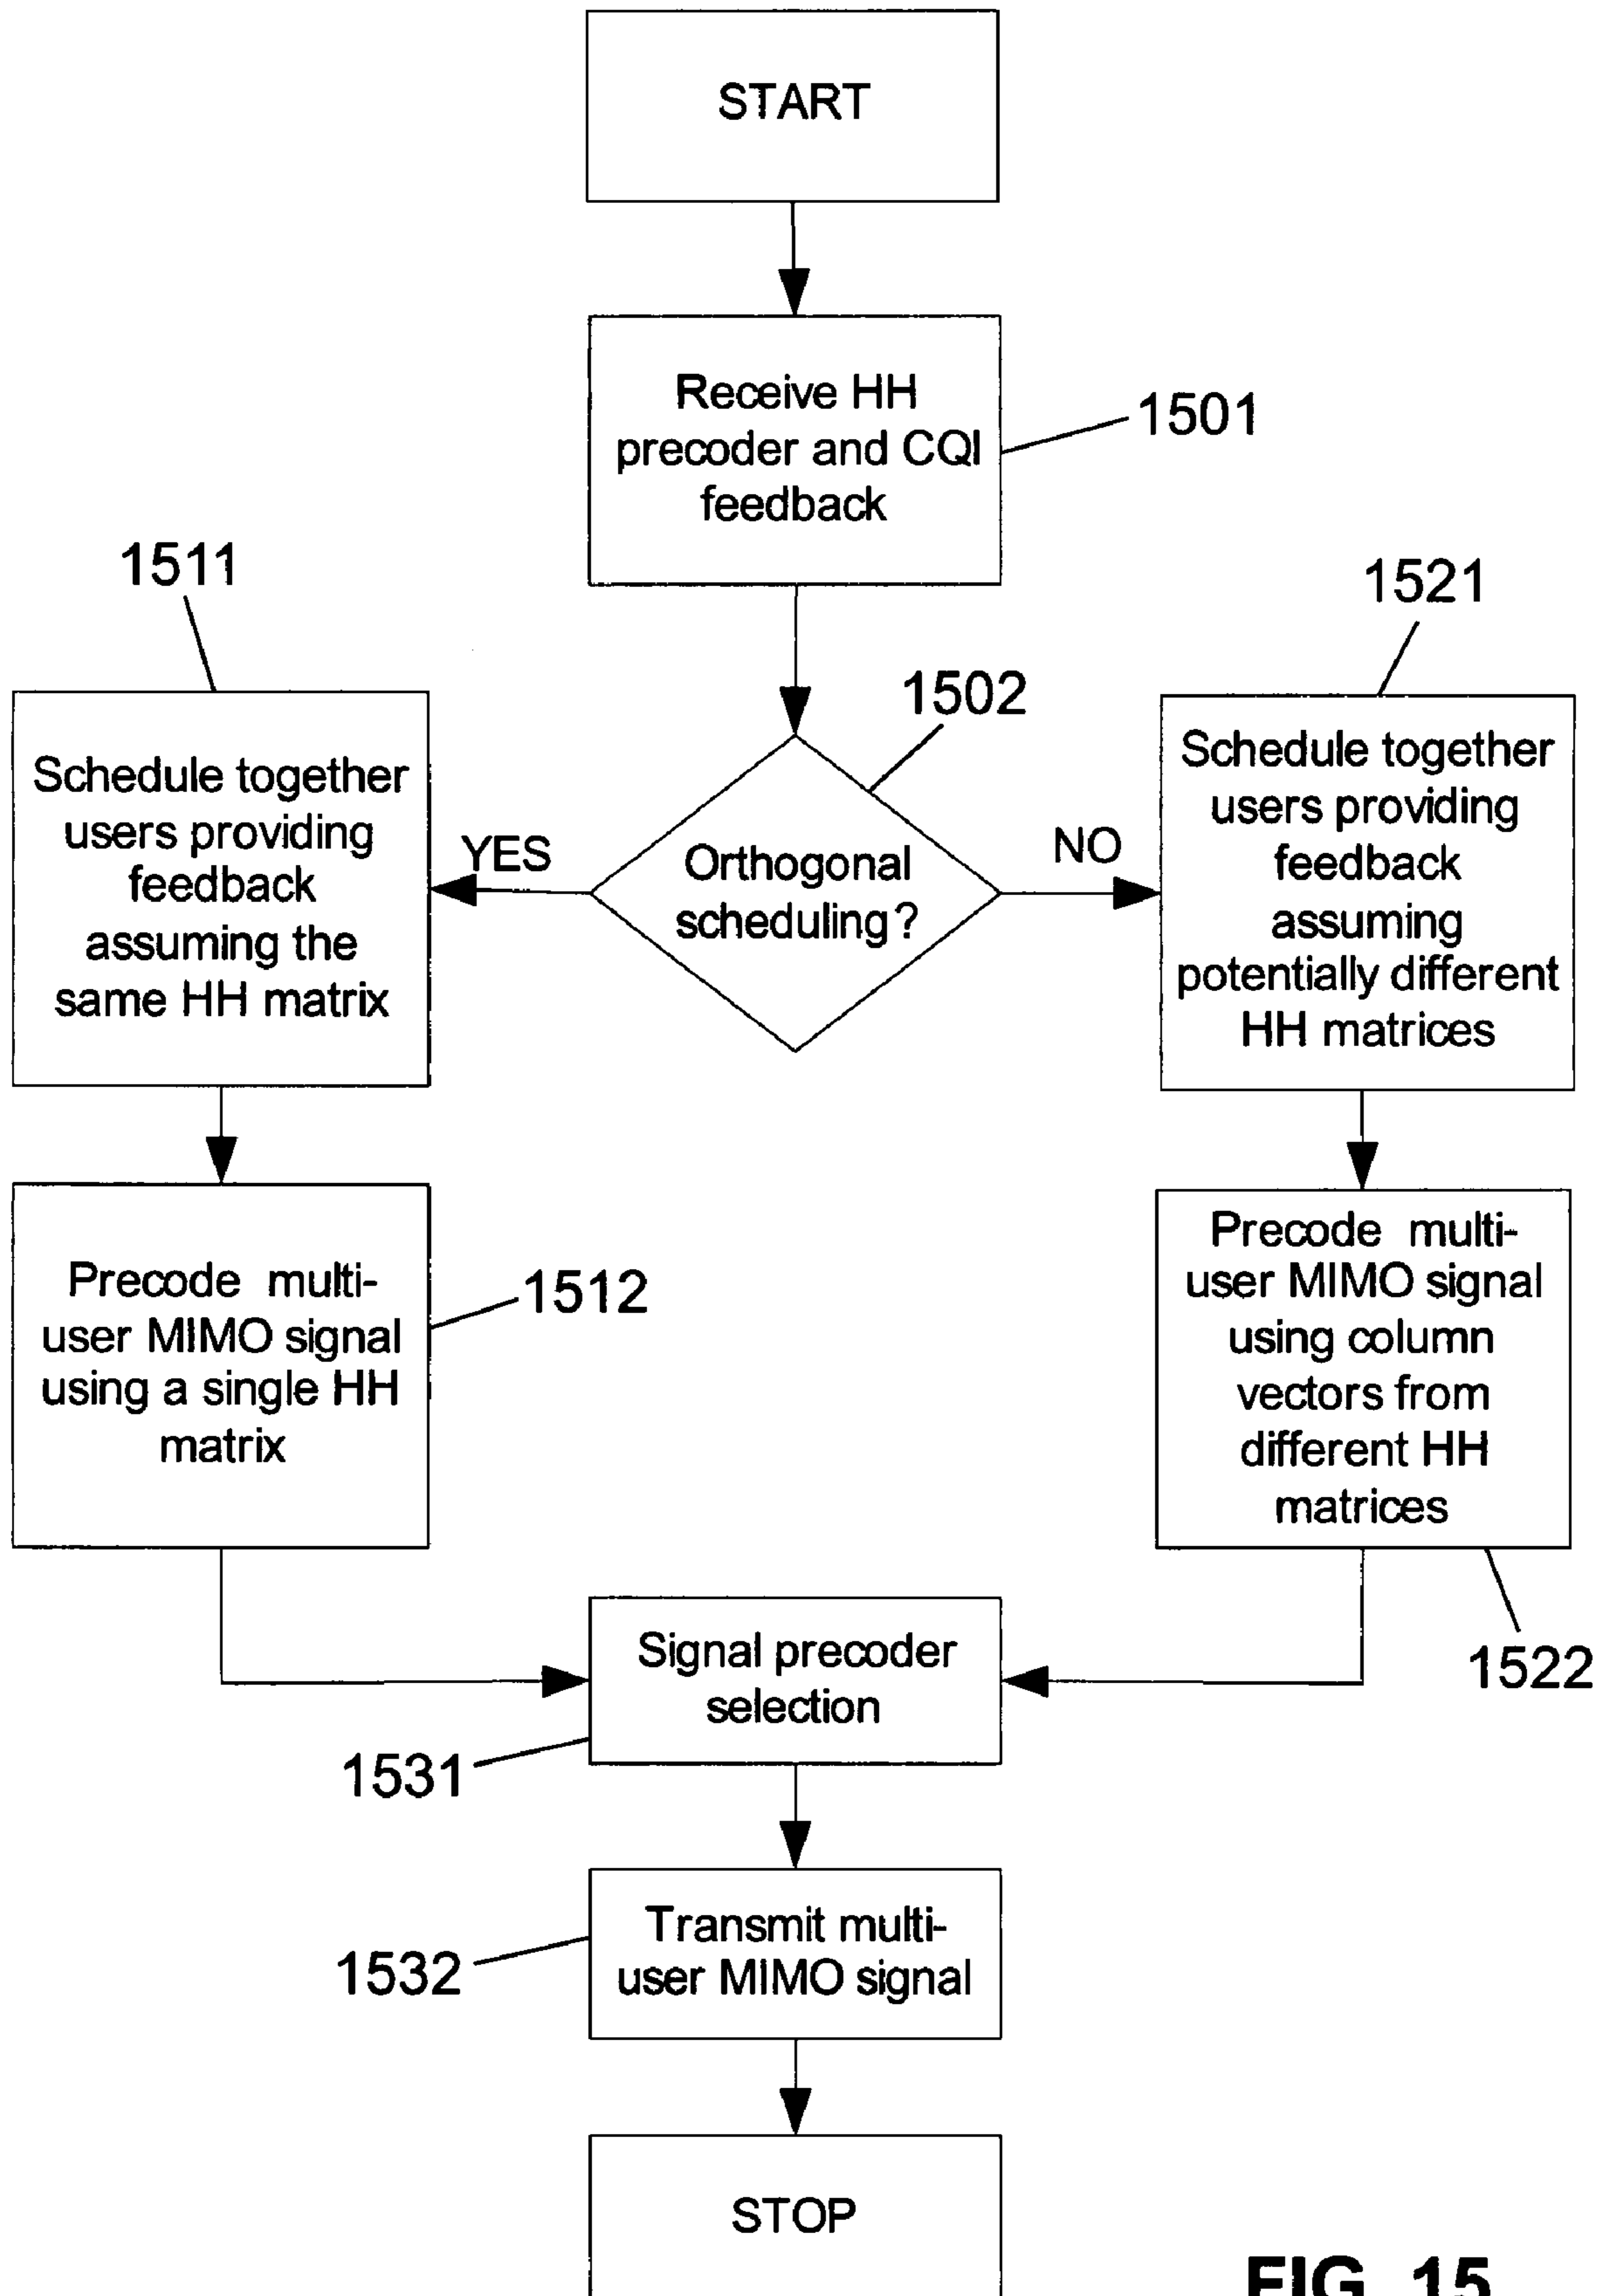 START
Receive HH
precoder and CQI
feedback
1501
1511
1521
1502
Schedule together
users providing
feedback
assuming the
same HH matrix
YES
Orthogonal
scheduling?
NO
Schedule together
users providing
feedback
assuming
potentially different
HH matrices
Precode multi-
user MIMO signal
using a single HH
matrix
1512
Precode multi-
user MIMO signal
using column
vectors from
different HH
matrices
1522
Signal precoder
selection
1531
Transmit multi-
user MIMO signal
1532
STOP
FIG. 15